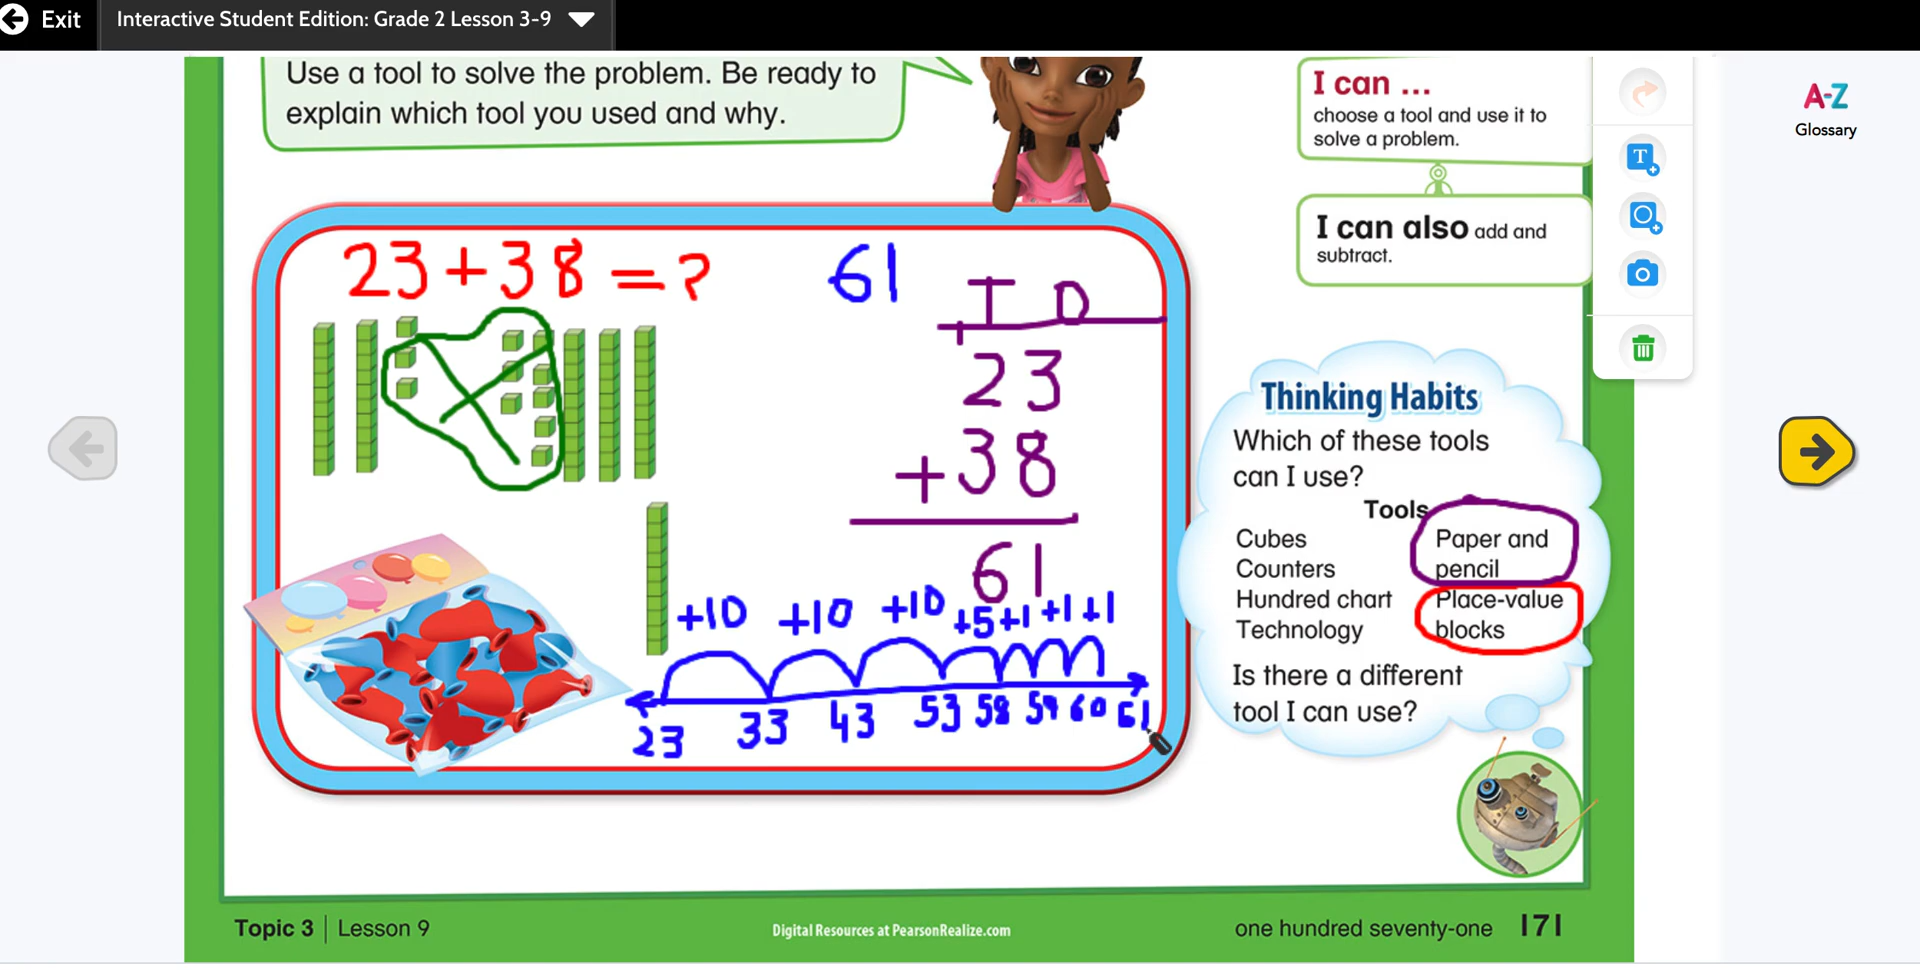 Exit
Interactive Student Edition: Grade 2 Lesson 3-9
Use a tool to solve the problem. Be ready to
explain which tool you used and why.
I can ...
choose a tool and use it to
solve a problem.
I can also add and
subtract.
A-Z
Glossary
T
23+38=?
61
T O
23
+38
61
+10 +10 +10 +5 +1 +1 +1
23 33 43 53 58 59 60 61
Thinking Habits
Which of these tools
can I use?
Tools
Cubes
Counters
Hundred chart
Technology
Paper and
pencil
Place-value
blocks
Is there a different
tool I can use?
Topic 3 | Lesson 9
Digital Resources at PearsonRealize.com
one hundred seventy-one 171